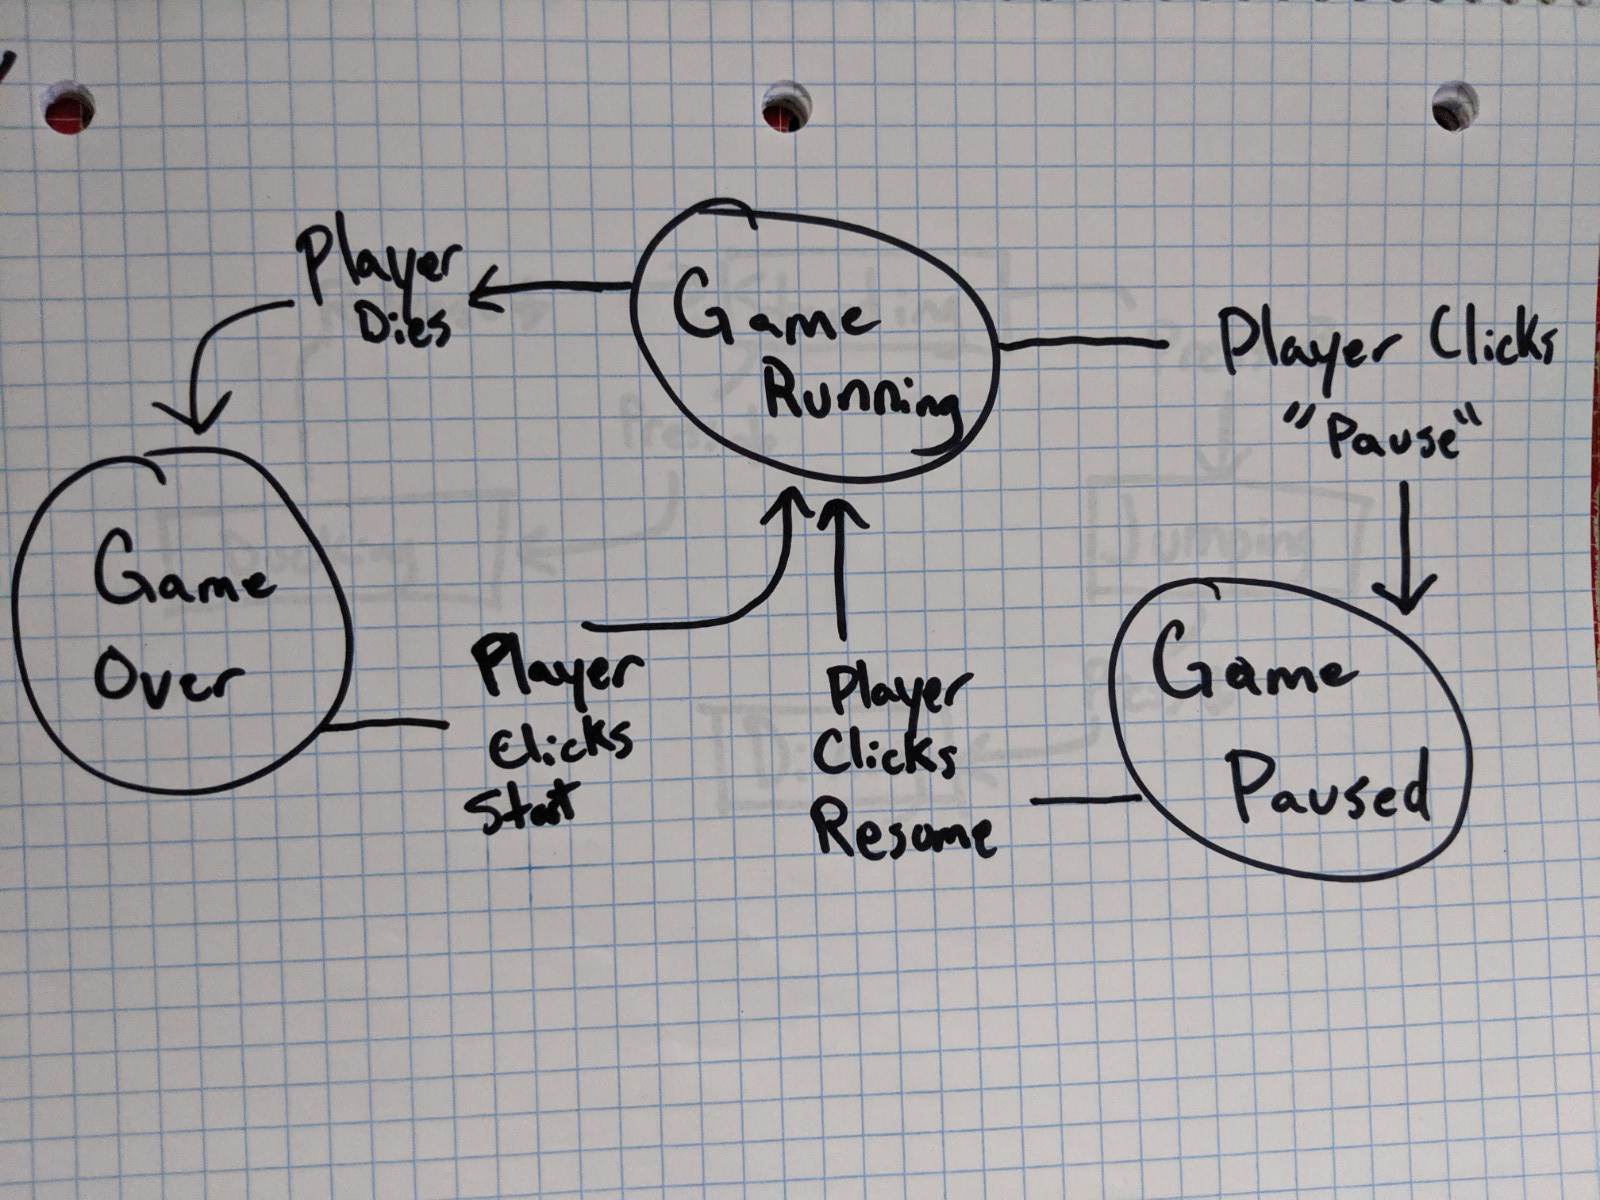 Player
Dies
Game
Running
Player Clicks
"Pause"
Game
Over
Player
Clicks
Start
Player
Clicks
Resume
Game
Paused